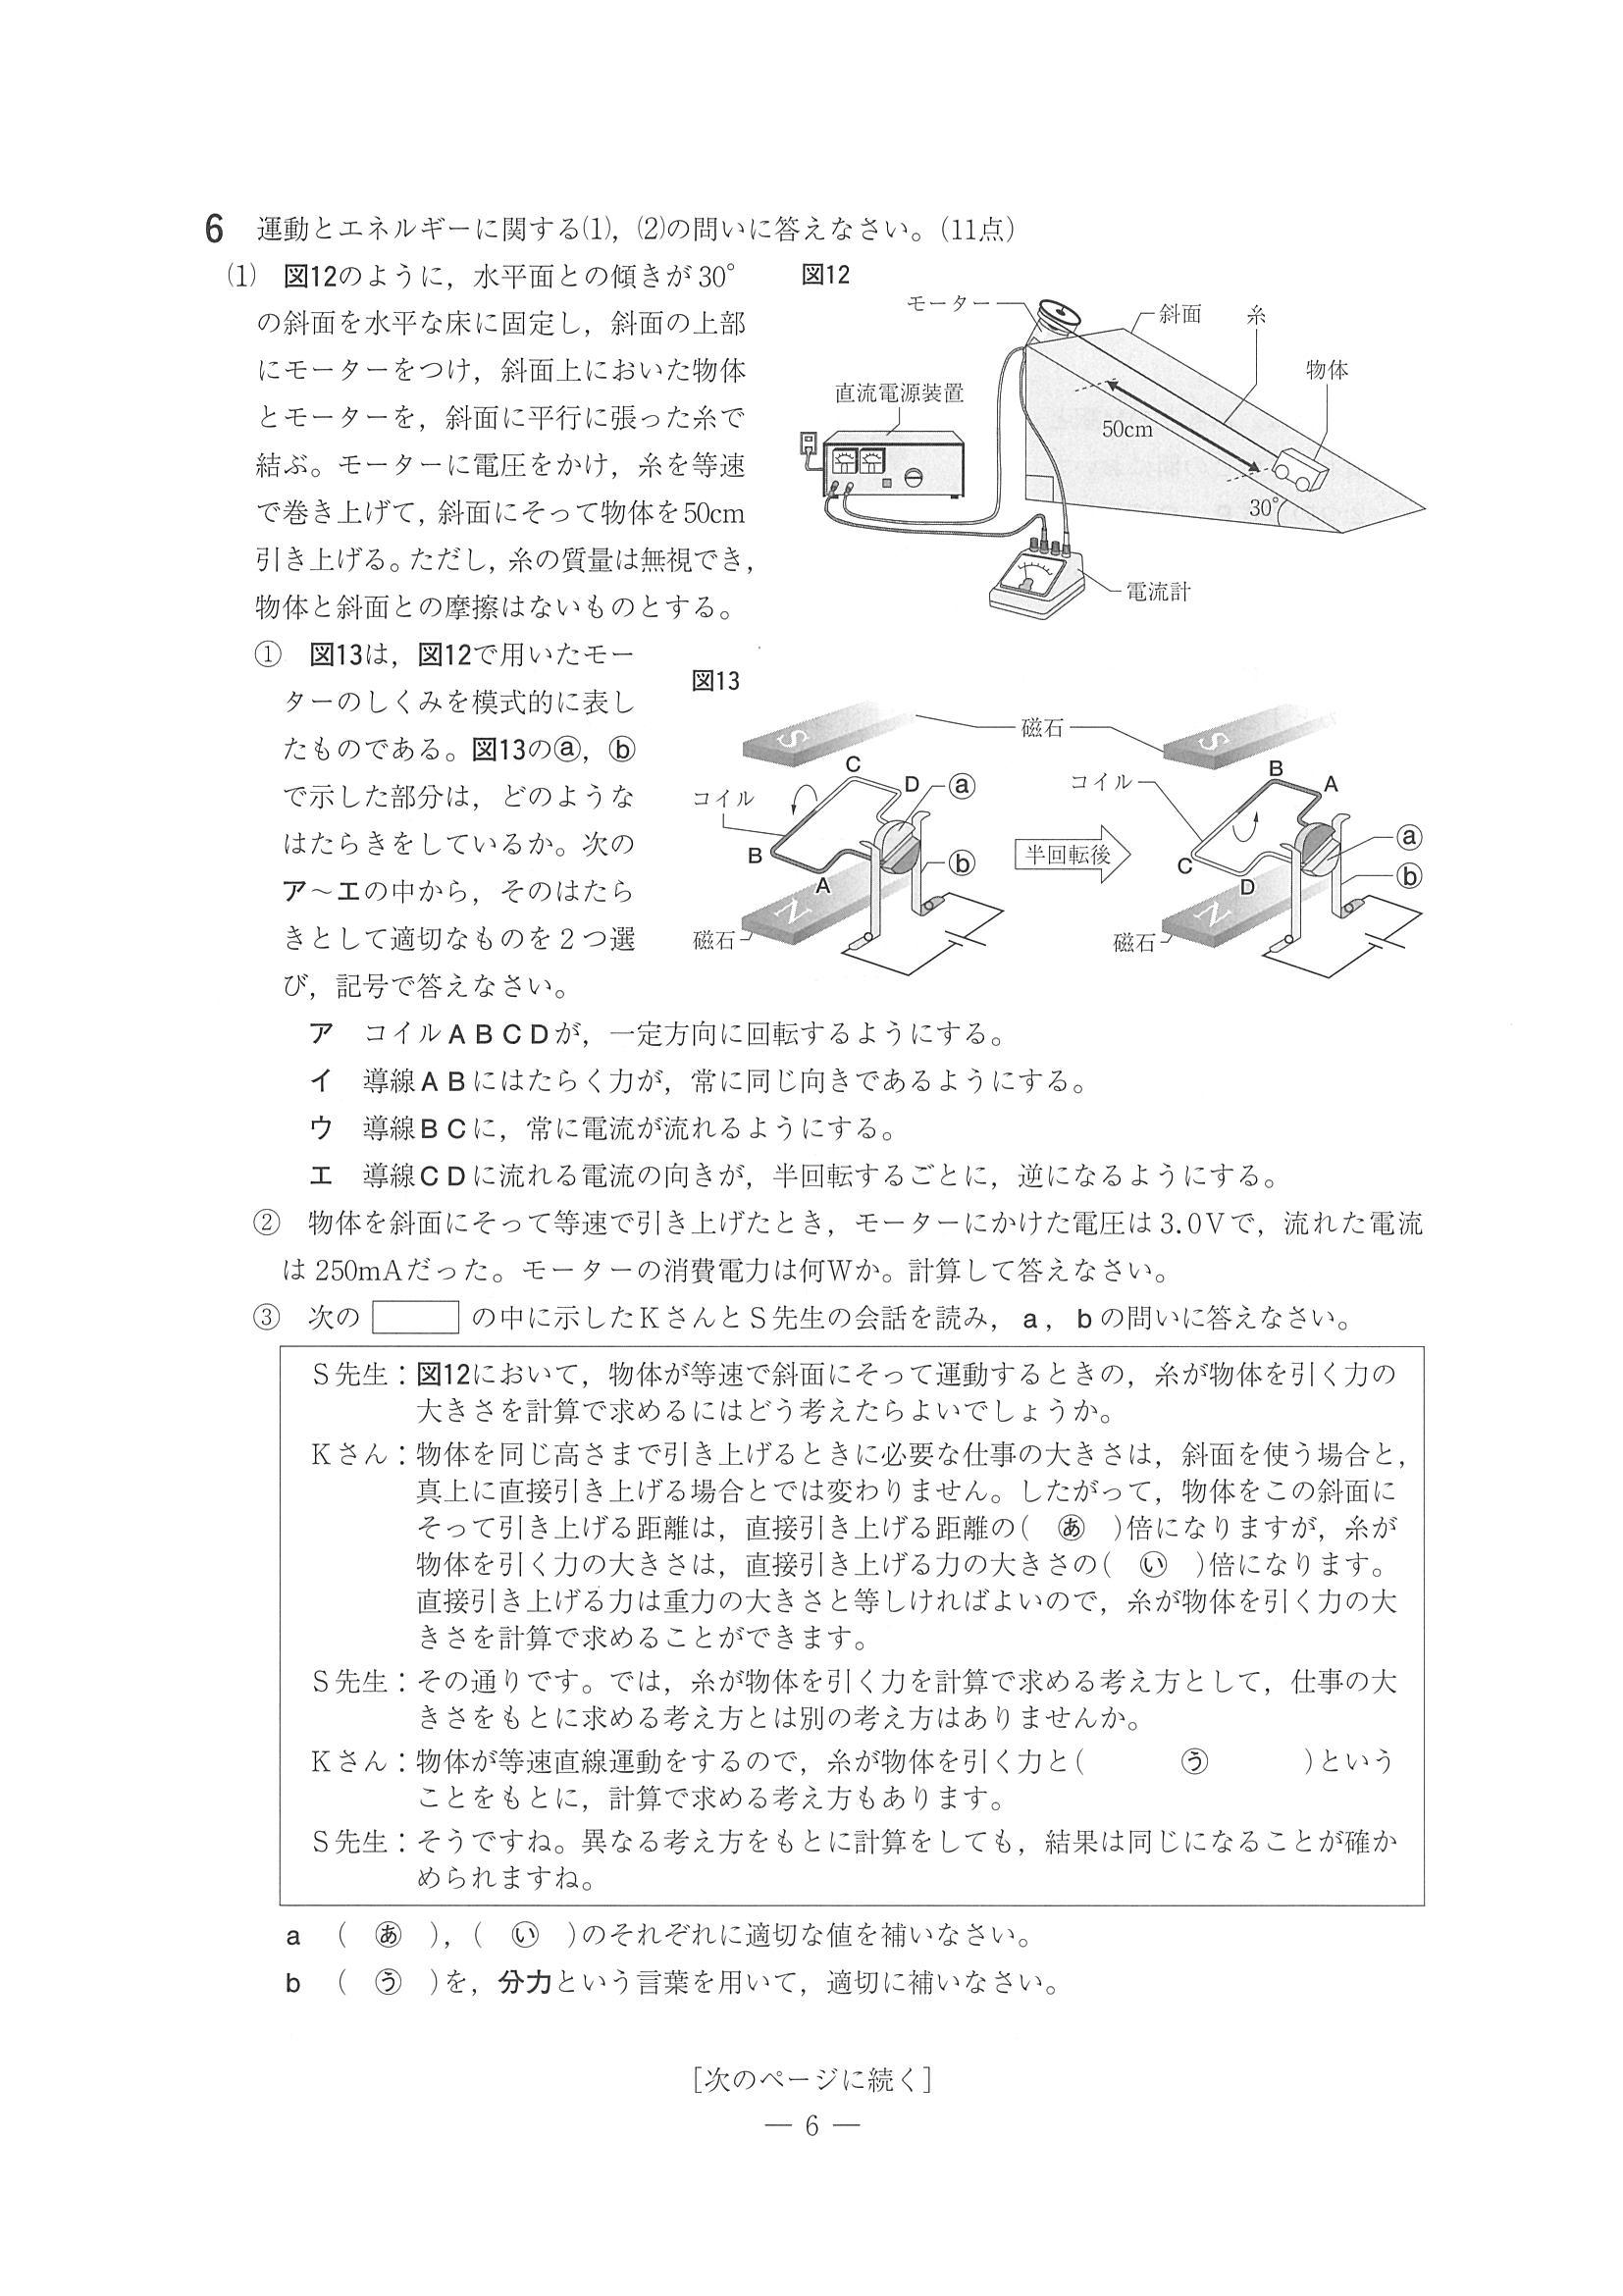 6 運動とエネルギーに関する(1),(2)の問いに答えなさい。(11点)
(1) 図12のように,水平面との傾きが30°
の斜面を水平な床に固定し,斜面の上部
にモーターをつけ,斜面上においた物体
とモーターを,斜面に平行に張った糸で
結ぶ。モーターに電圧をかけ,糸を等速
で巻き上げて,斜面にそって物体を50cm
引き上げる。ただし,糸の質量は無視でき,
物体と斜面との摩擦はないものとする。
図12
モーター
斜面
糸
物体
直流電源装置
50cm
30°
電流計
① 図13は,図12で用いたモー
ターのしくみを模式的に表し
たものである。図13のⓐ,ⓑ
で示した部分は,どのような
はたらきをしているか。次の
ア~エの中から,そのはたら
きとして適切なものを2つ選
び,記号で答えなさい。
図13
磁石
S
C
D
ⓐ
コイル
B
A
ⓑ
N
磁石
半回転後
S
コイル
B
A
ⓐ
C
D
ⓑ
N
磁石
ア コイルABCDが,一定方向に回転するようにする。
イ 導線ABにはたらく力が,常に同じ向きであるようにする。
ウ 導線BCに,常に電流が流れるようにする。
エ 導線CDに流れる電流の向きが,半回転するごとに,逆になるようにする。
② 物体を斜面にそって等速で引き上げたとき,モーターにかけた電圧は3.0Vで,流れた電流
は250mAだった。モーターの消費電力は何Wか。計算して答えなさい。
③ 次の の中に示したKさんとS先生の会話を読み,a,bの問いに答えなさい。
S先生:図12において,物体が等速で斜面にそって運動するときの,糸が物体を引く力の
大きさを計算で求めるにはどう考えたらよいでしょうか。
Kさん:物体を同じ高さまで引き上げるときに必要な仕事の大きさは,斜面を使う場合と,
真上に直接引き上げる場合とでは変わりません。したがって,物体をこの斜面に
そって引き上げる距離は,直接引き上げる距離の( あ )倍になりますが,糸が
物体を引く力の大きさは,直接引き上げる力の大きさの( い )倍になります。
直接引き上げる力は重力の大きさと等しければよいので,糸が物体を引く力の大
きさを計算で求めることができます。
S先生:その通りです。では,糸が物体を引く力を計算で求める考え方として,仕事の大
きさをもとに求める考え方とは別の考え方はありませんか。
Kさん:物体が等速直線運動をするので,糸が物体を引く力と( う )という
ことをもとに,計算で求める考え方もあります。
S先生:そうですね。異なる考え方をもとに計算をしても,結果は同じになることが確か
められますね。
a ( あ ),( い )のそれぞれに適切な値を補いなさい。
b ( う )を,分力という言葉を用いて,適切に補いなさい。
[次のページに続く]
— 6 —